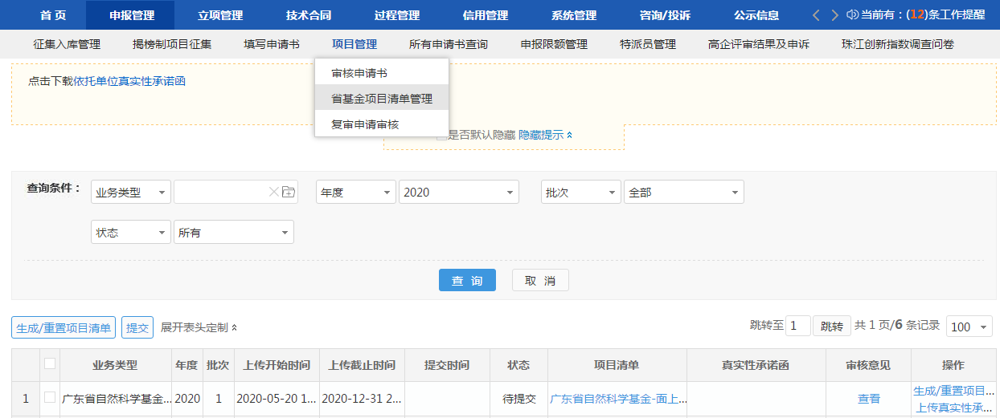 首 页 申报管理 立项管理 技术合同 过程管理 信用管理 系统管理 咨询/投诉 公示信息 当前有：(12)条工作提醒
征集入库管理 揭榜制项目征集 填写申请书 项目管理 所有申请书查询 申报限额管理 特派员管理 高企评审结果及申诉 珠江创新指数调查问卷
审核申请书
点击下载依托单位真实性承诺函
省基金项目清单管理
复审申请审核
是否默认隐藏 隐藏提示
查询条件： 业务类型 年度 2020 批次 全部
状态 所有
查 询 取 消
生成/重置项目清单 提交 展开表头定制 跳转至 1 跳转 共 1 页/6 条记录 100
业务类型 年度 批次 上传开始时间 上传截止时间 提交时间 状态 项目清单 真实性承诺函 审核意见 操作
1 广东省自然科学基金... 2020 1 2020-05-20 1... 2020-12-31 2... 待提交 广东省自然科学基金-面上... 查看 生成/重置项目...
上传真实性承...